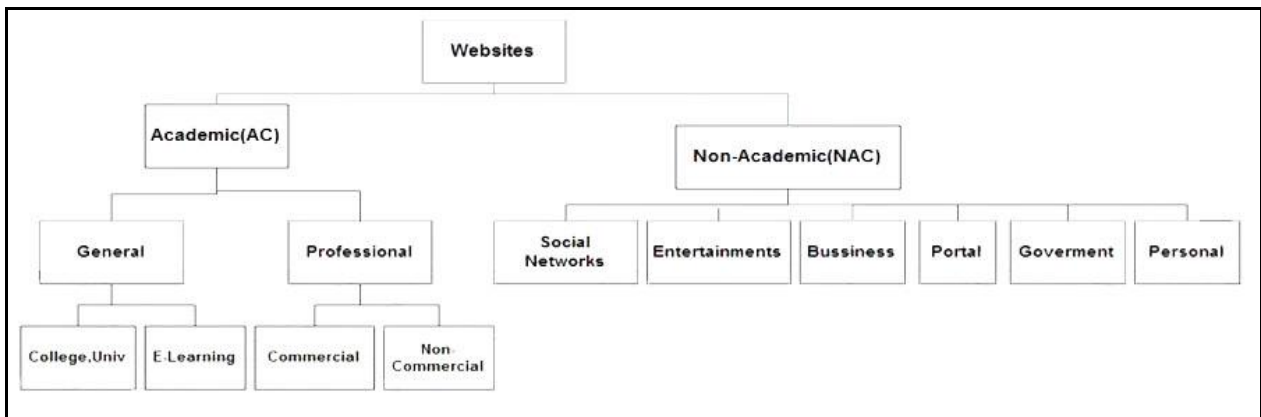 Websites
Academic(AC)
Non-Academic(NAC)
General
Professional
Social
Networks
Entertainments
Bussiness
Portal
Goverment
Personal
College,Univ
E-Learning
Commercial
Non-
Commercial